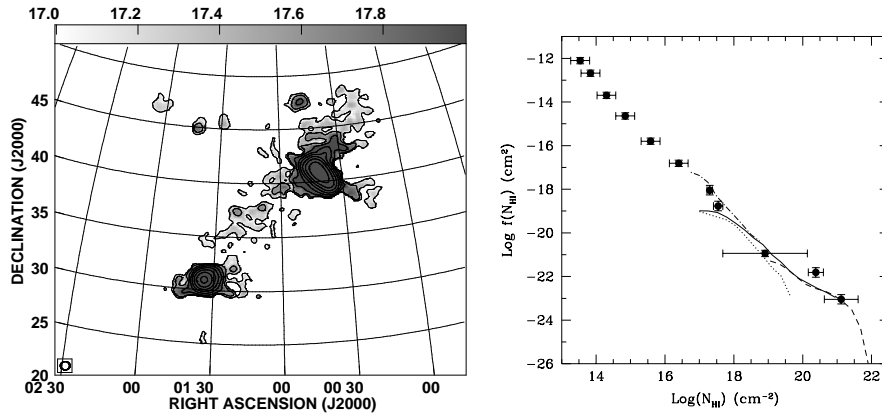 17.0 17.2 17.4 17.6 17.8
DECLINATION (J2000)
45
40
35
30
25
20
02 30 00 01 30 00 00 30 00
RIGHT ASCENSION (J2000)
Log f(N_HI) (cm²)
−12
−14
−16
−18
−20
−22
−24
−26
14 16 18 20 22
Log(N_HI) (cm⁻²)